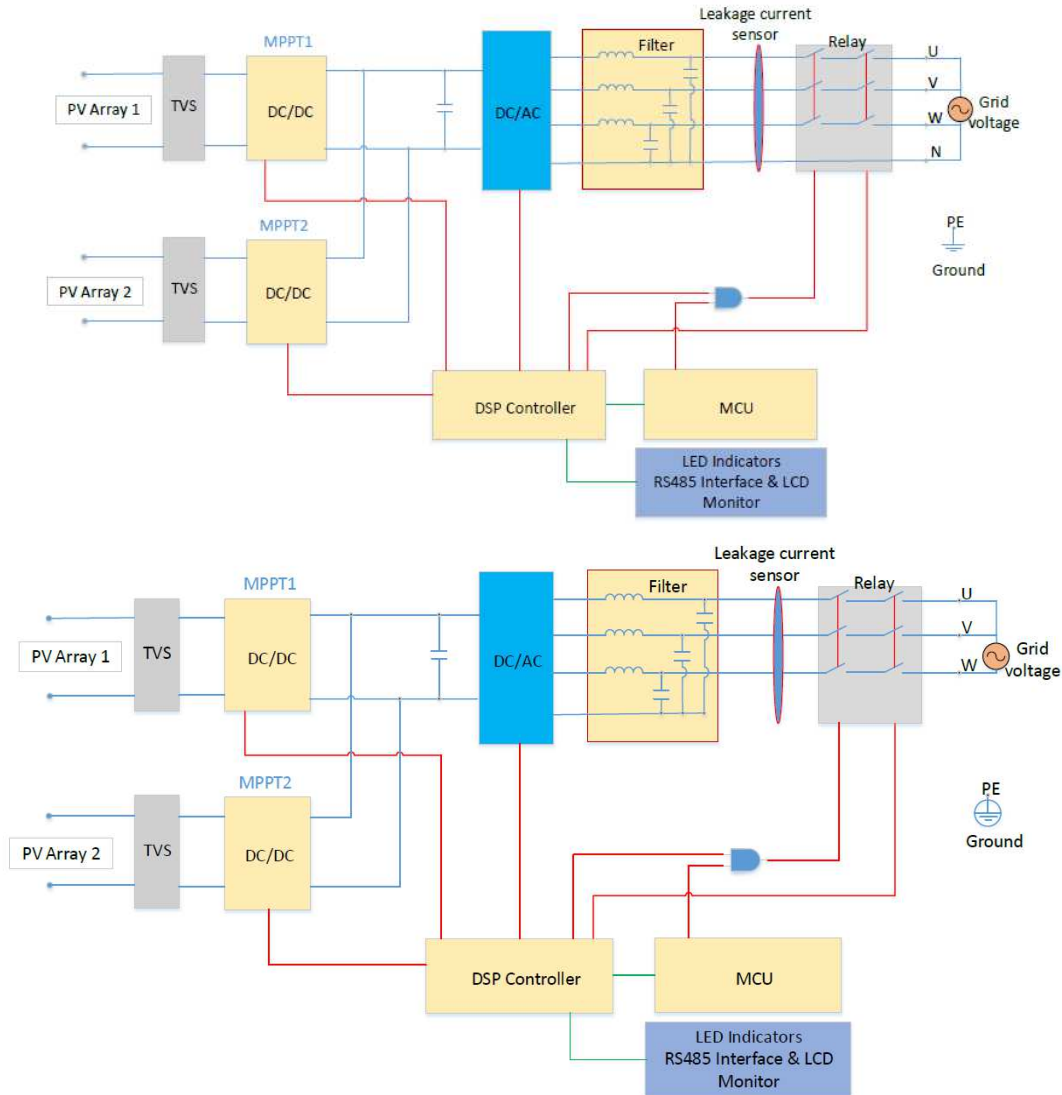 Leakage current
sensor
MPPT1
Filter
Relay
U
PV Array 1
TVS
DC/DC
DC/AC
V
W
Grid
voltage
N
MPPT2
PE
Ground
PV Array 2
TVS
DC/DC
DSP Controller
MCU
LED Indicators
RS485 Interface & LCD
Monitor
Leakage current
sensor
MPPT1
Filter
Relay
U
PV Array 1
TVS
DC/DC
DC/AC
V
W
Grid
voltage
MPPT2
PE
Ground
PV Array 2
TVS
DC/DC
DSP Controller
MCU
LED Indicators
RS485 Interface & LCD
Monitor